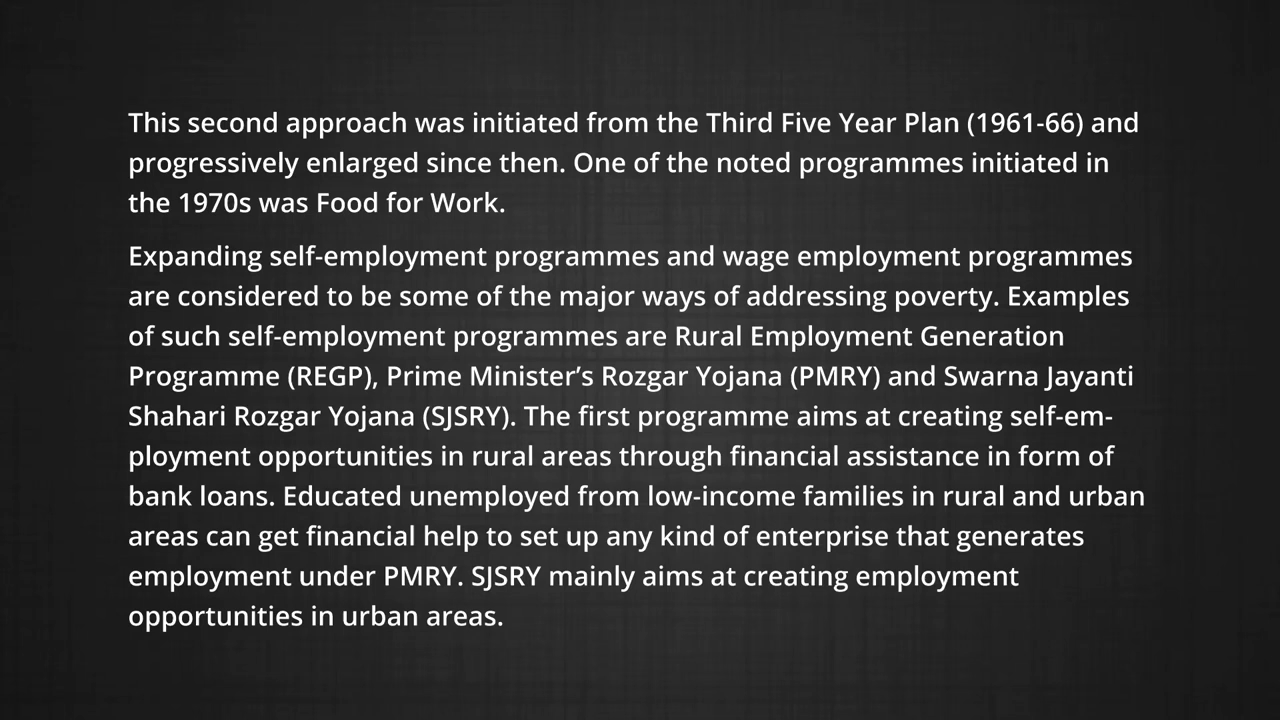 This second approach was initiated from the Third Five Year Plan (1961-66) and
progressively enlarged since then. One of the noted programmes initiated in
the 1970s was Food for Work.
Expanding self-employment programmes and wage employment programmes
are considered to be some of the major ways of addressing poverty. Examples
of such self-employment programmes are Rural Employment Generation
Programme (REGP), Prime Minister’s Rozgar Yojana (PMRY) and Swarna Jayanti
Shahari Rozgar Yojana (SJSRY). The first programme aims at creating self-em-
ployment opportunities in rural areas through financial assistance in form of
bank loans. Educated unemployed from low-income families in rural and urban
areas can get financial help to set up any kind of enterprise that generates
employment under PMRY. SJSRY mainly aims at creating employment
opportunities in urban areas.